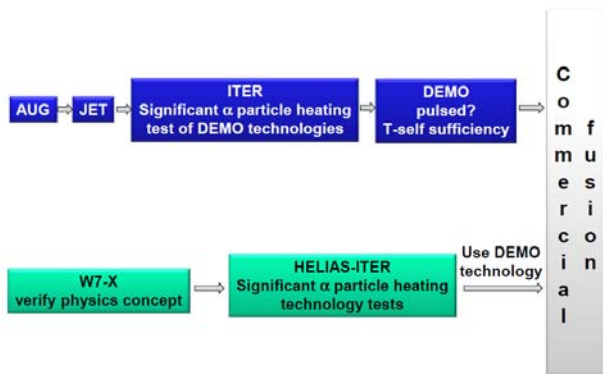 AUG
JET
ITER
Significant α particle heating
test of DEMO technologies
DEMO
pulsed?
T-self sufficiency
Commercial
fusion
W7-X
verify physics concept
HELIAS-ITER
Significant α particle heating
technology tests
Use DEMO
technology